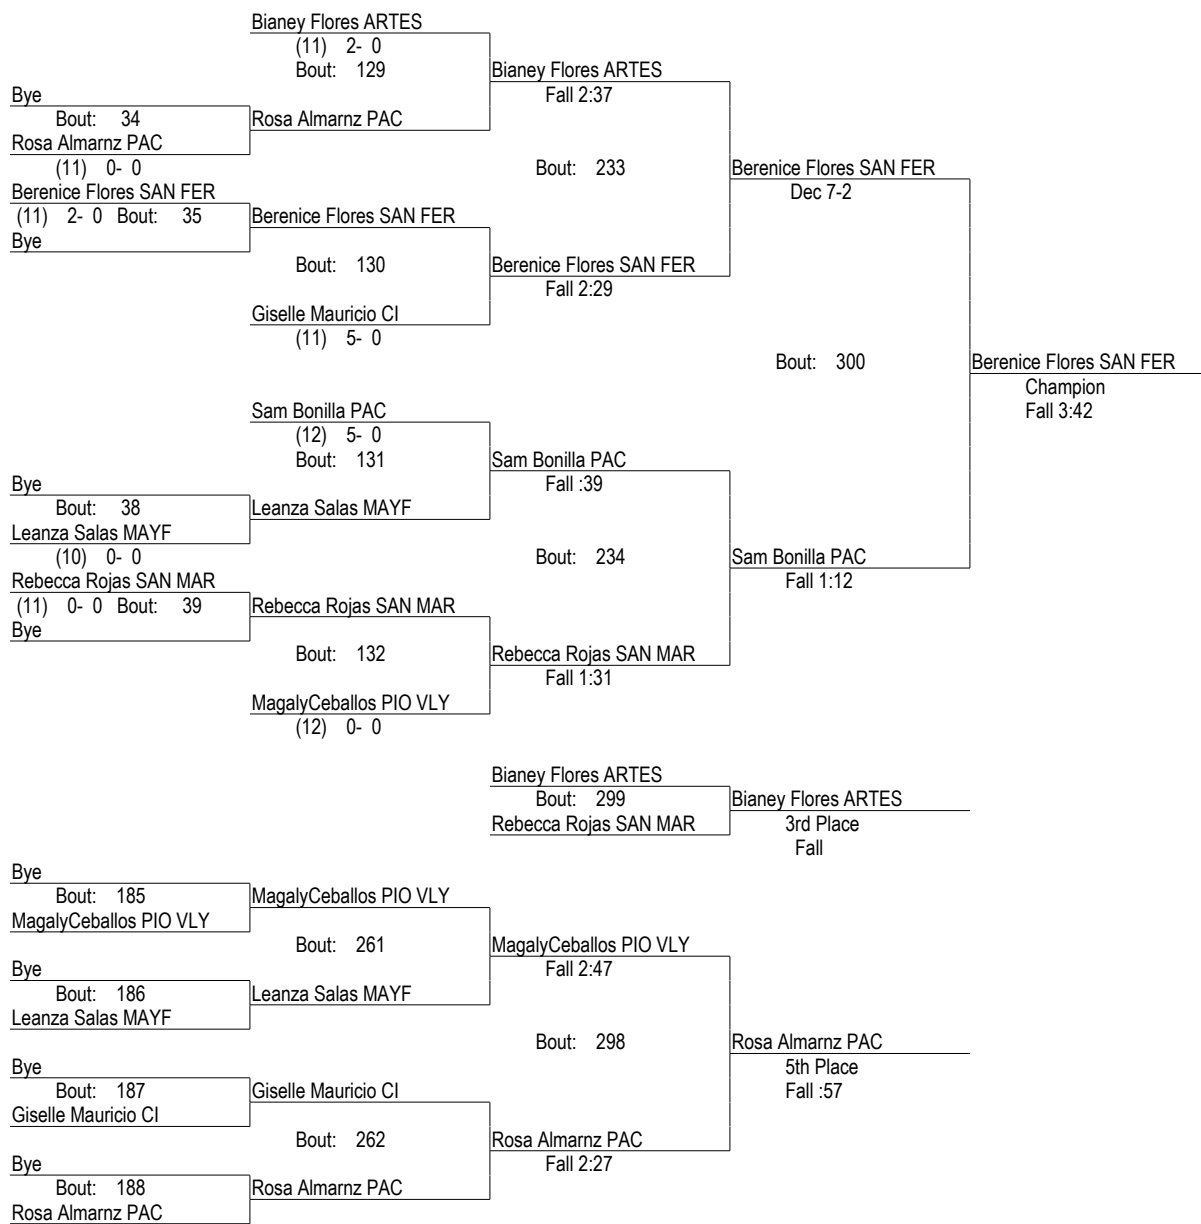 Bianey Flores ARTES
(11) 2- 0
Bout: 129
Bianey Flores ARTES
Fall 2:37
Bye
Bout: 34
Rosa Almarnz PAC
Rosa Almarnz PAC
(11) 0- 0
Bout: 233
Berenice Flores SAN FER
Dec 7-2
Berenice Flores SAN FER
(11) 2- 0 Bout: 35
Berenice Flores SAN FER
Bye
Bout: 130
Berenice Flores SAN FER
Fall 2:29
Giselle Mauricio CI
(11) 5- 0
Bout: 300
Berenice Flores SAN FER
Champion
Fall 3:42
Sam Bonilla PAC
(12) 5- 0
Bout: 131
Sam Bonilla PAC
Fall :39
Bye
Bout: 38
Leanza Salas MAYF
Leanza Salas MAYF
(10) 0- 0
Bout: 234
Sam Bonilla PAC
Fall 1:12
Rebecca Rojas SAN MAR
(11) 0- 0 Bout: 39
Rebecca Rojas SAN MAR
Bye
Bout: 132
Rebecca Rojas SAN MAR
Fall 1:31
MagalyCeballos PIO VLY
(12) 0- 0
Bianey Flores ARTES
Bout: 299
Bianey Flores ARTES
Rebecca Rojas SAN MAR
3rd Place
Fall
Bye
Bout: 185
MagalyCeballos PIO VLY
MagalyCeballos PIO VLY
Bout: 261
MagalyCeballos PIO VLY
Fall 2:47
Bye
Bout: 186
Leanza Salas MAYF
Leanza Salas MAYF
Bout: 298
Rosa Almarnz PAC
5th Place
Fall :57
Bye
Bout: 187
Giselle Mauricio CI
Giselle Mauricio CI
Bout: 262
Rosa Almarnz PAC
Fall 2:27
Bye
Bout: 188
Rosa Almarnz PAC
Rosa Almarnz PAC